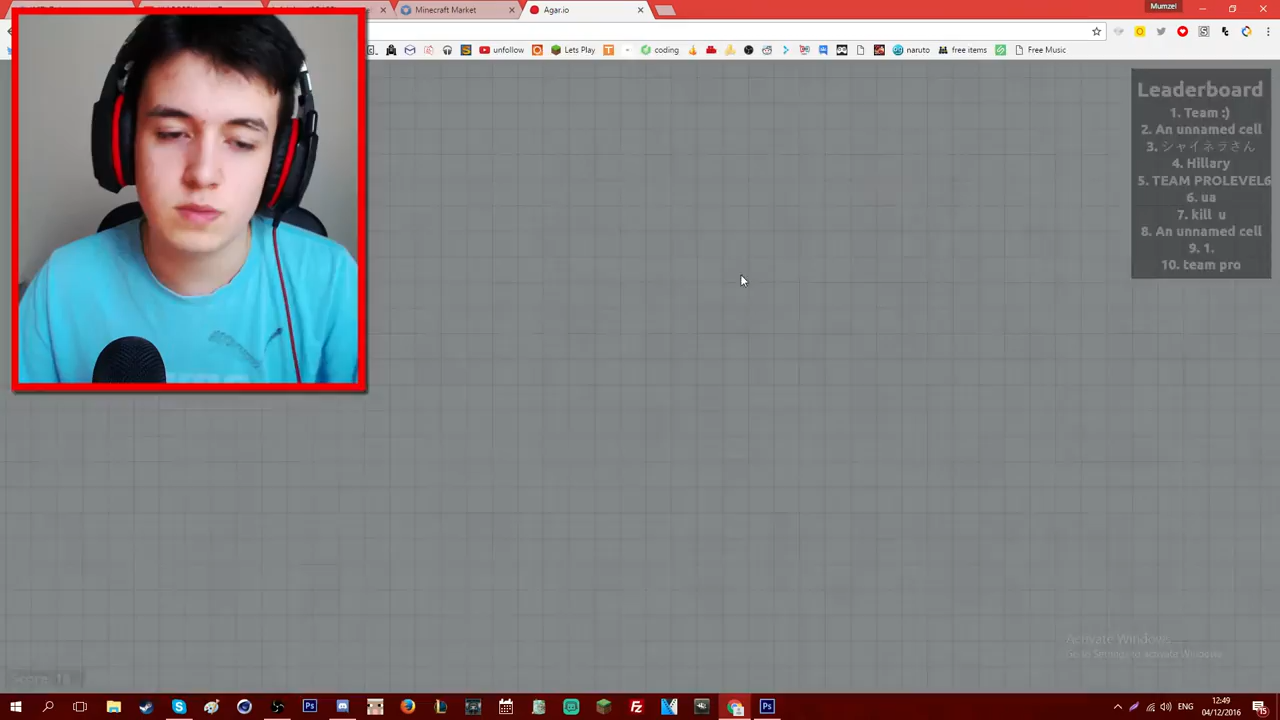 Minecraft Market
Agar.io
Mumzel
unfollow
Lets Play
coding
naruto
free items
Free Music
Leaderboard
1. Team :)
2. An unnamed cell
3. シャイネラさん
4. Hillary
5. TEAM PROLEVEL6
6. ua
7. kill u
8. An unnamed cell
9. 1.
10. team pro
Activate Windows
Go to Settings to activate Windows.
ENG
12:49
04/12/2016
15